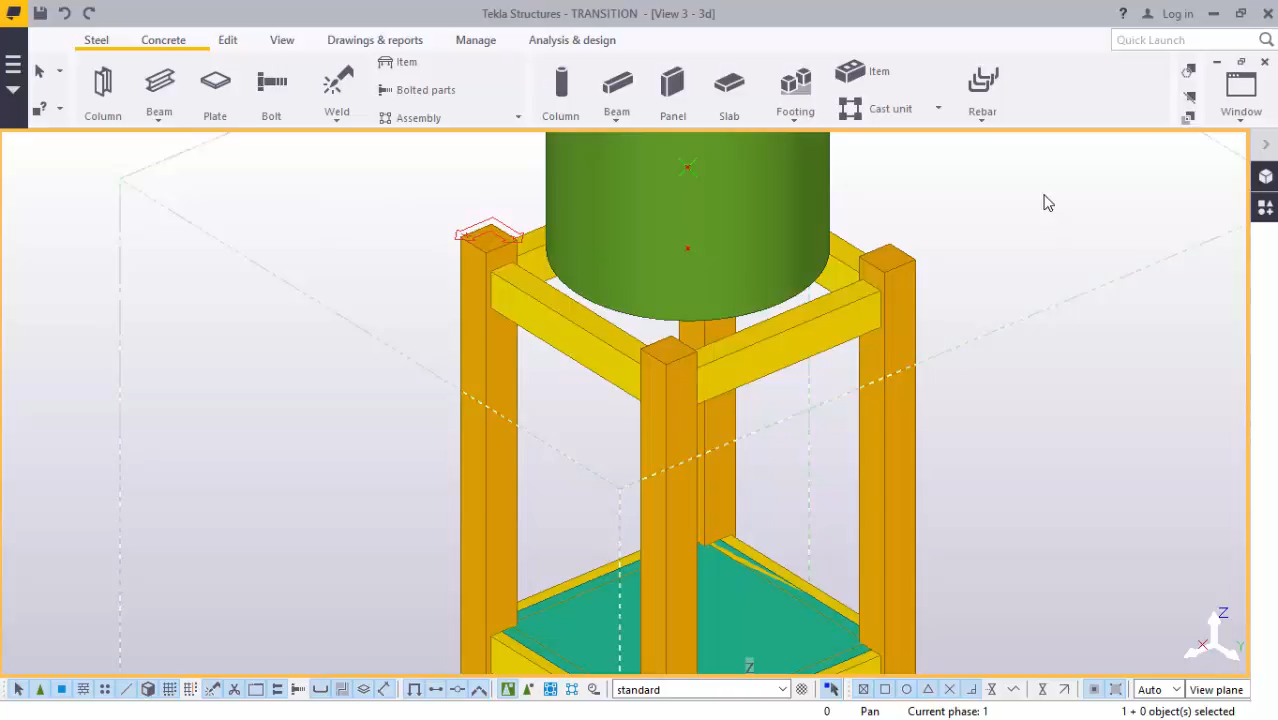 Tekla Structures - TRANSITION - [View 3 - 3d]
? Log in
Steel Concrete Edit View Drawings & reports Manage Analysis & design Quick Launch
Item
Bolted parts
Assembly
Column Beam Plate Bolt Weld
Column Beam Panel Slab Footing
Item
Cast unit
Rebar
Window
Z
X Y
Z
standard
Auto
View plane
0 Pan Current phase: 1 1 + 0 object(s) selected